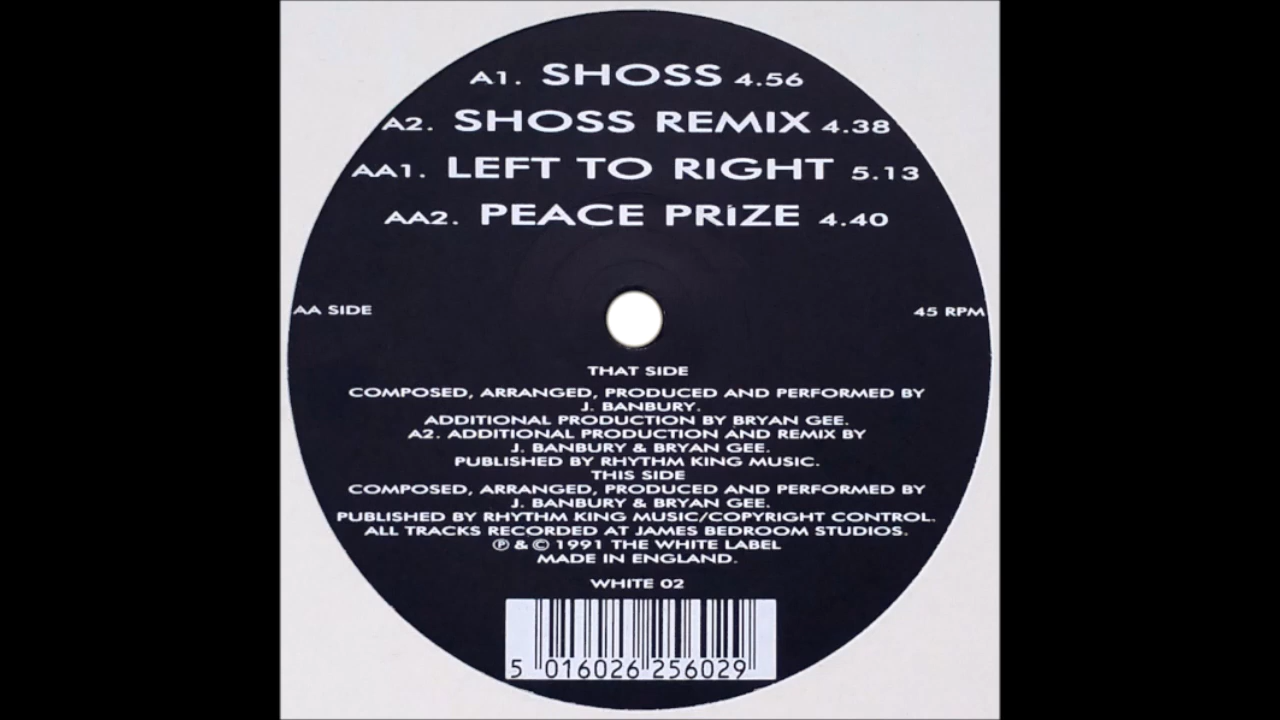 A1. SHOSS 4.56
A2. SHOSS REMIX 4.38
AA1. LEFT TO RIGHT 5.13
AA2. PEACE PRIZE 4.40
AA SIDE 45 RPM
THAT SIDE
COMPOSED, ARRANGED, PRODUCED AND PERFORMED BY
J. BANBURY.
ADDITIONAL PRODUCTION BY BRYAN GEE.
A2. ADDITIONAL PRODUCTION AND REMIX BY
J. BANBURY & BRYAN GEE.
PUBLISHED BY RHYTHM KING MUSIC.
THIS SIDE
COMPOSED, ARRANGED, PRODUCED AND PERFORMED BY
J. BANBURY & BRYAN GEE.
PUBLISHED BY RHYTHM KING MUSIC/COPYRIGHT CONTROL.
ALL TRACKS RECORDED AT JAMES BEDROOM STUDIOS.
℗ & © 1991 THE WHITE LABEL
MADE IN ENGLAND.
WHITE 02
5 016026 256029